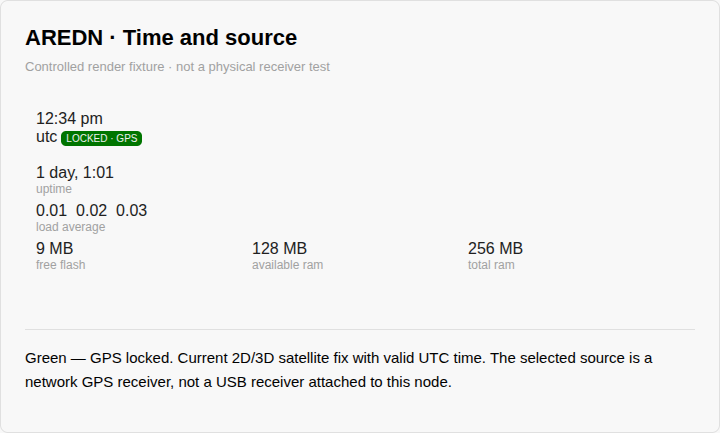 AREDN · Time and source
Controlled render fixture · not a physical receiver test
12:34 pm
utc LOCKED · GPS
1 day, 1:01
uptime
0.01 0.02 0.03
load average
9 MB 128 MB 256 MB
free flash available ram total ram
Green — GPS locked. Current 2D/3D satellite fix with valid UTC time. The selected source is a
network GPS receiver, not a USB receiver attached to this node.